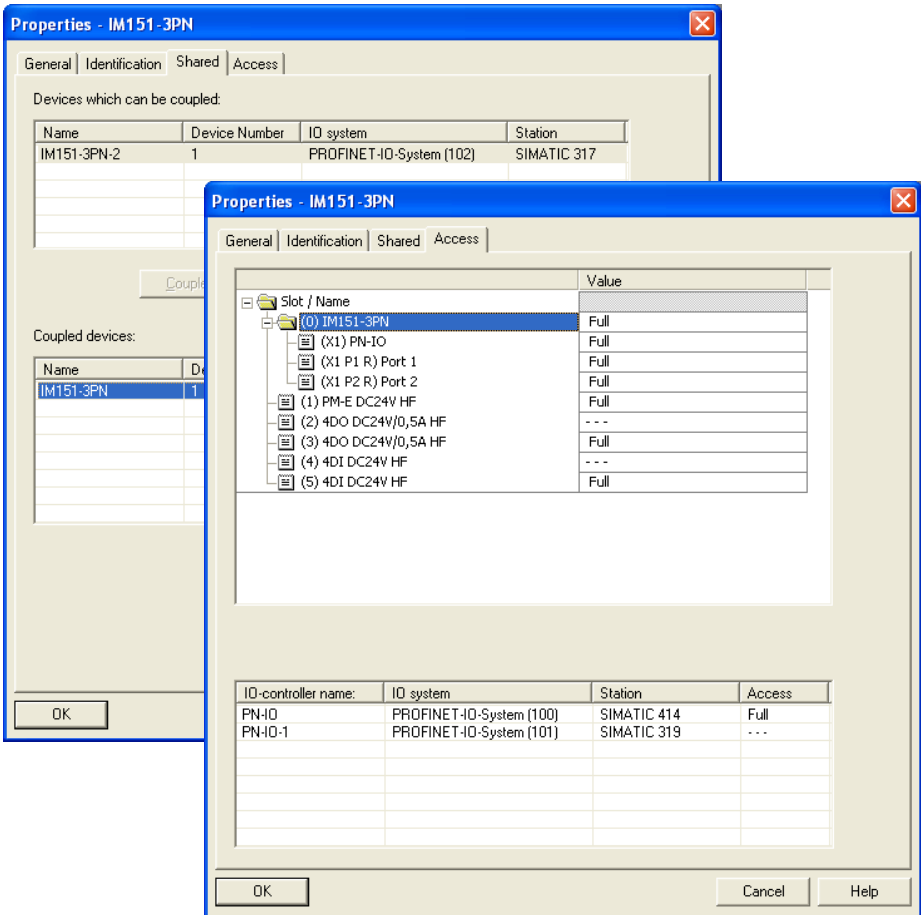 Properties - IM151-3PN
General Identification Shared Access
Devices which can be coupled:
Name Device Number IO system Station
IM151-3PN-2 1 PROFINET-IO-System (102) SIMATIC 317
Coupled devices:
Name
IM151-3PN 1
OK
Properties - IM151-3PN
General Identification Shared Access
Value
Slot / Name
(0) IM151-3PN Full
(X1) PN-IO Full
(X1 P1 R) Port 1 Full
(X1 P2 R) Port 2 Full
(1) PM-E DC24V HF Full
(2) 4DO DC24V/0,5A HF - - -
(3) 4DO DC24V/0,5A HF Full
(4) 4DI DC24V HF - - -
(5) 4DI DC24V HF Full
IO-controller name: IO system Station Access
PN-IO PROFINET-IO-System (100) SIMATIC 414 Full
PN-IO-1 PROFINET-IO-System (101) SIMATIC 319 - - -
OK Cancel Help